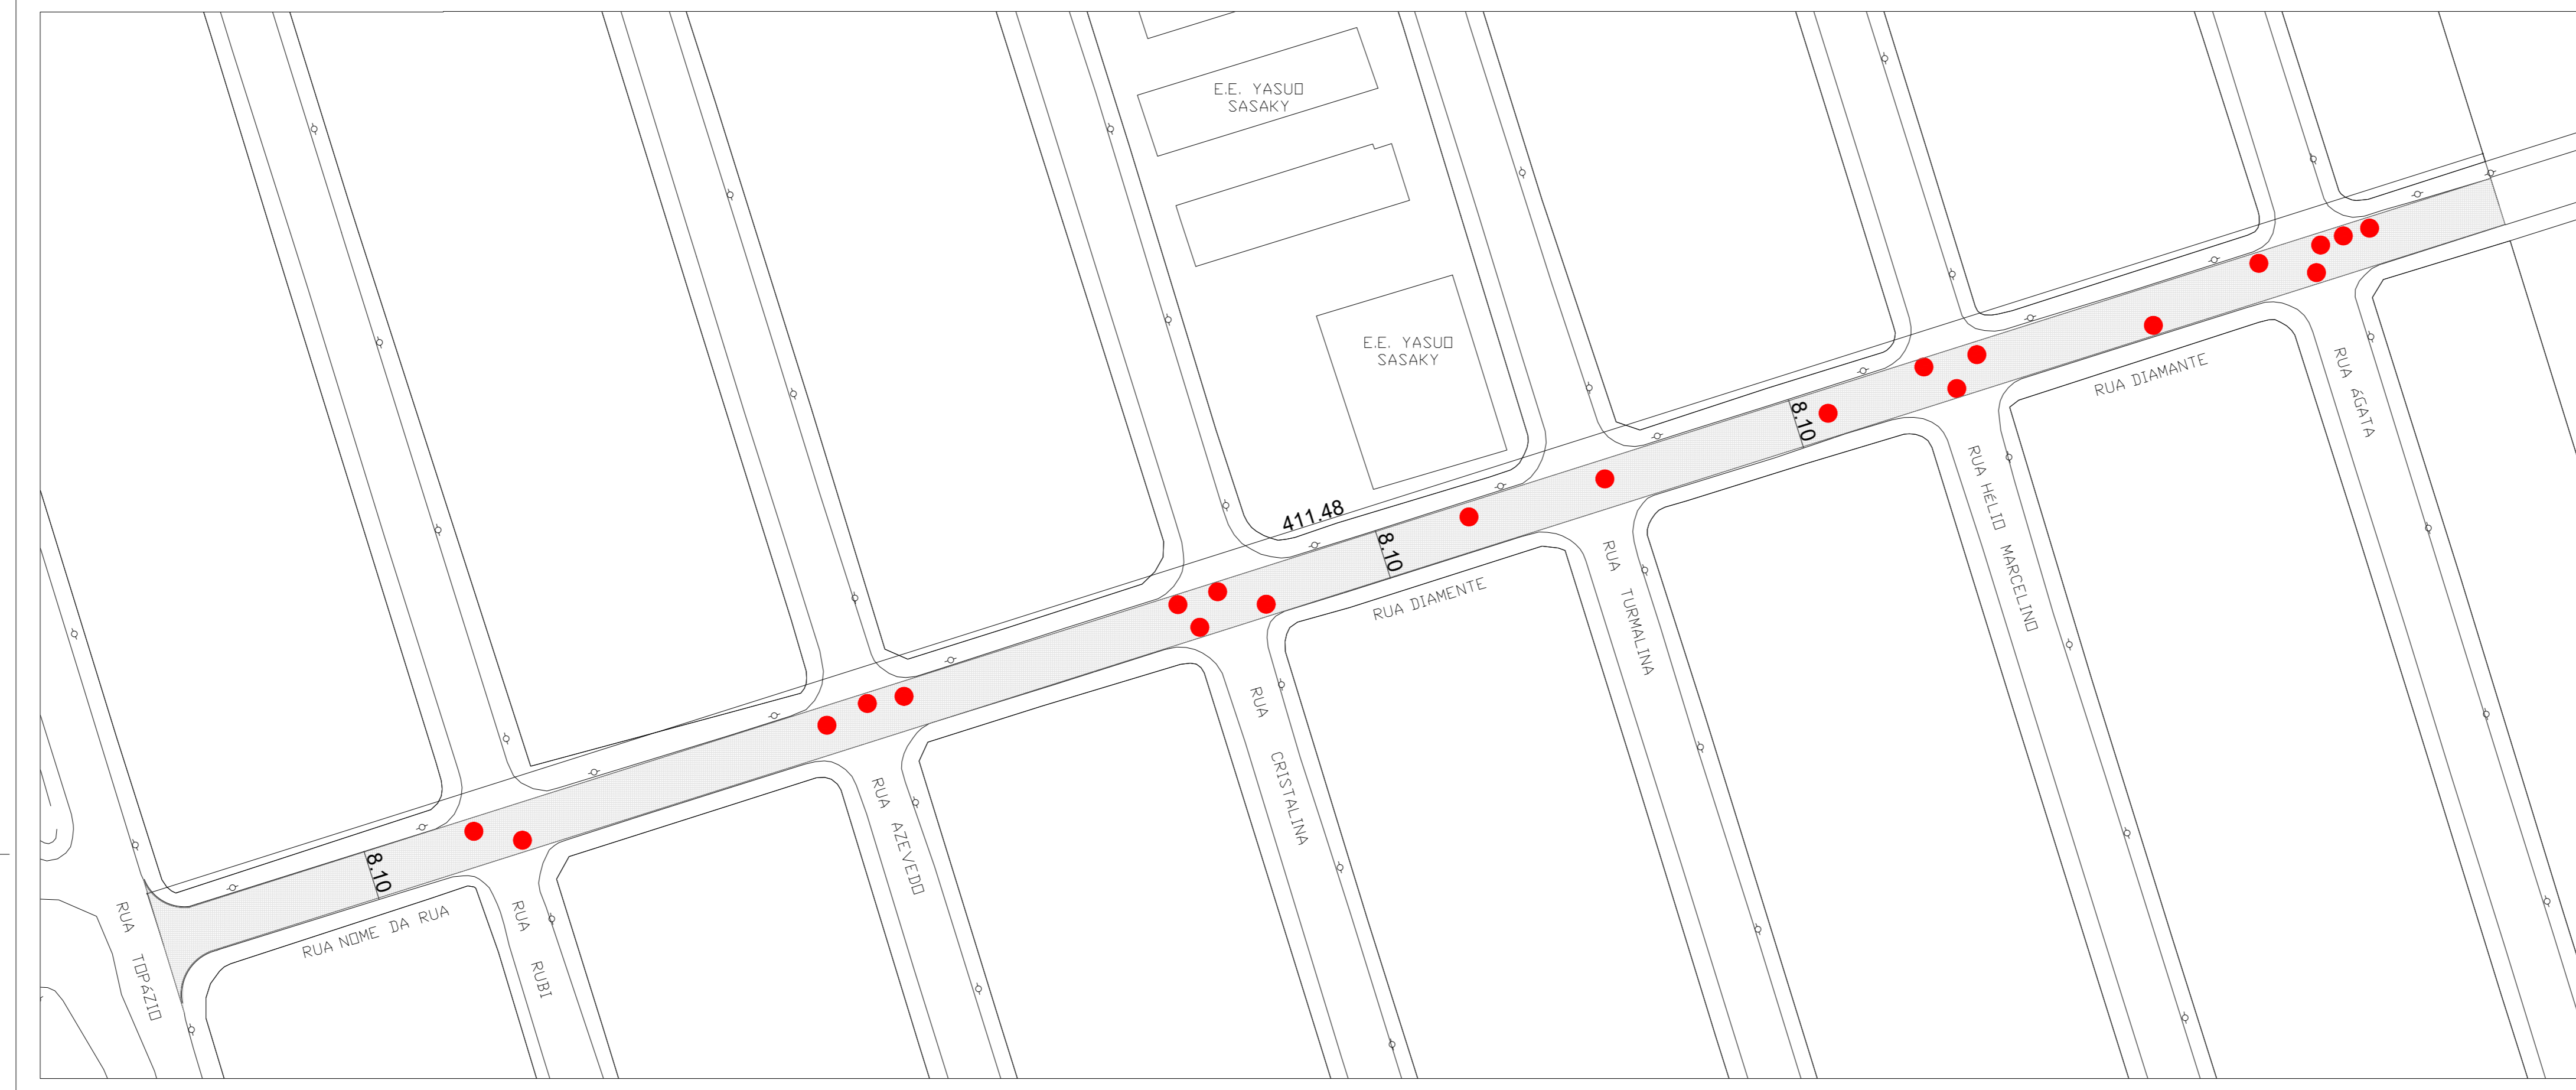 E.E. YASUO
SASAKY
E.E. YASUO
SASAKY
411.48
8.10
8.10
8.10
RUA DIAMANTE
RUA ÁGATA
RUA HÉLIO MARCELINO
RUA DIAMENTE
RUA TURMALINA
RUA CRISTALINA
RUA AZEVEDO
RUA NOME DA RUA
RUA RUBI
RUA TOPÁZIO